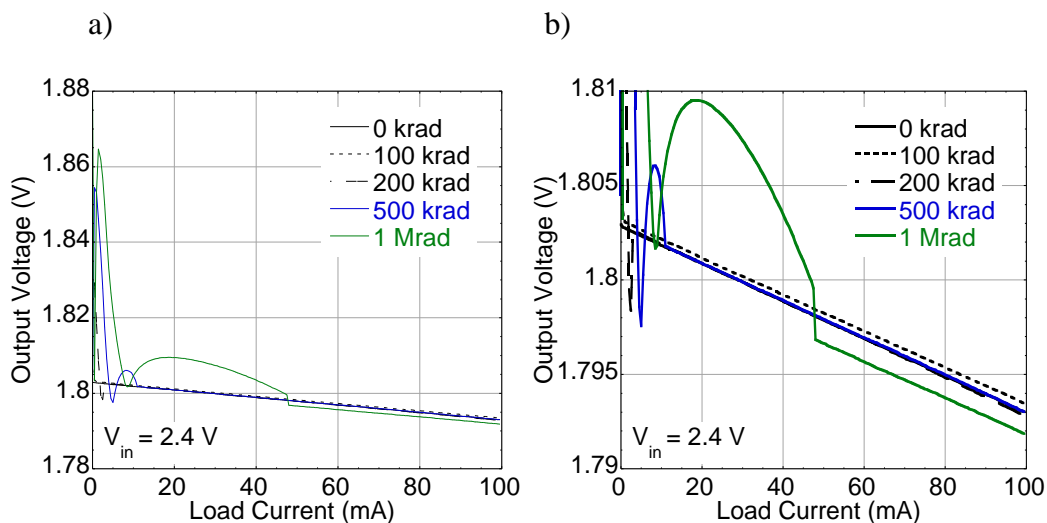 a)
1.88
1.86
1.84
1.82
1.80
1.78
Output Voltage (V)
0 krad
100 krad
200 krad
500 krad
1 Mrad
V_in = 2.4 V
0 20 40 60 80 100
Load Current (mA)
b)
1.81
1.805
1.8
1.795
1.79
Output Voltage (V)
0 krad
100 krad
200 krad
500 krad
1 Mrad
V_in = 2.4 V
0 20 40 60 80 100
Load Current (mA)